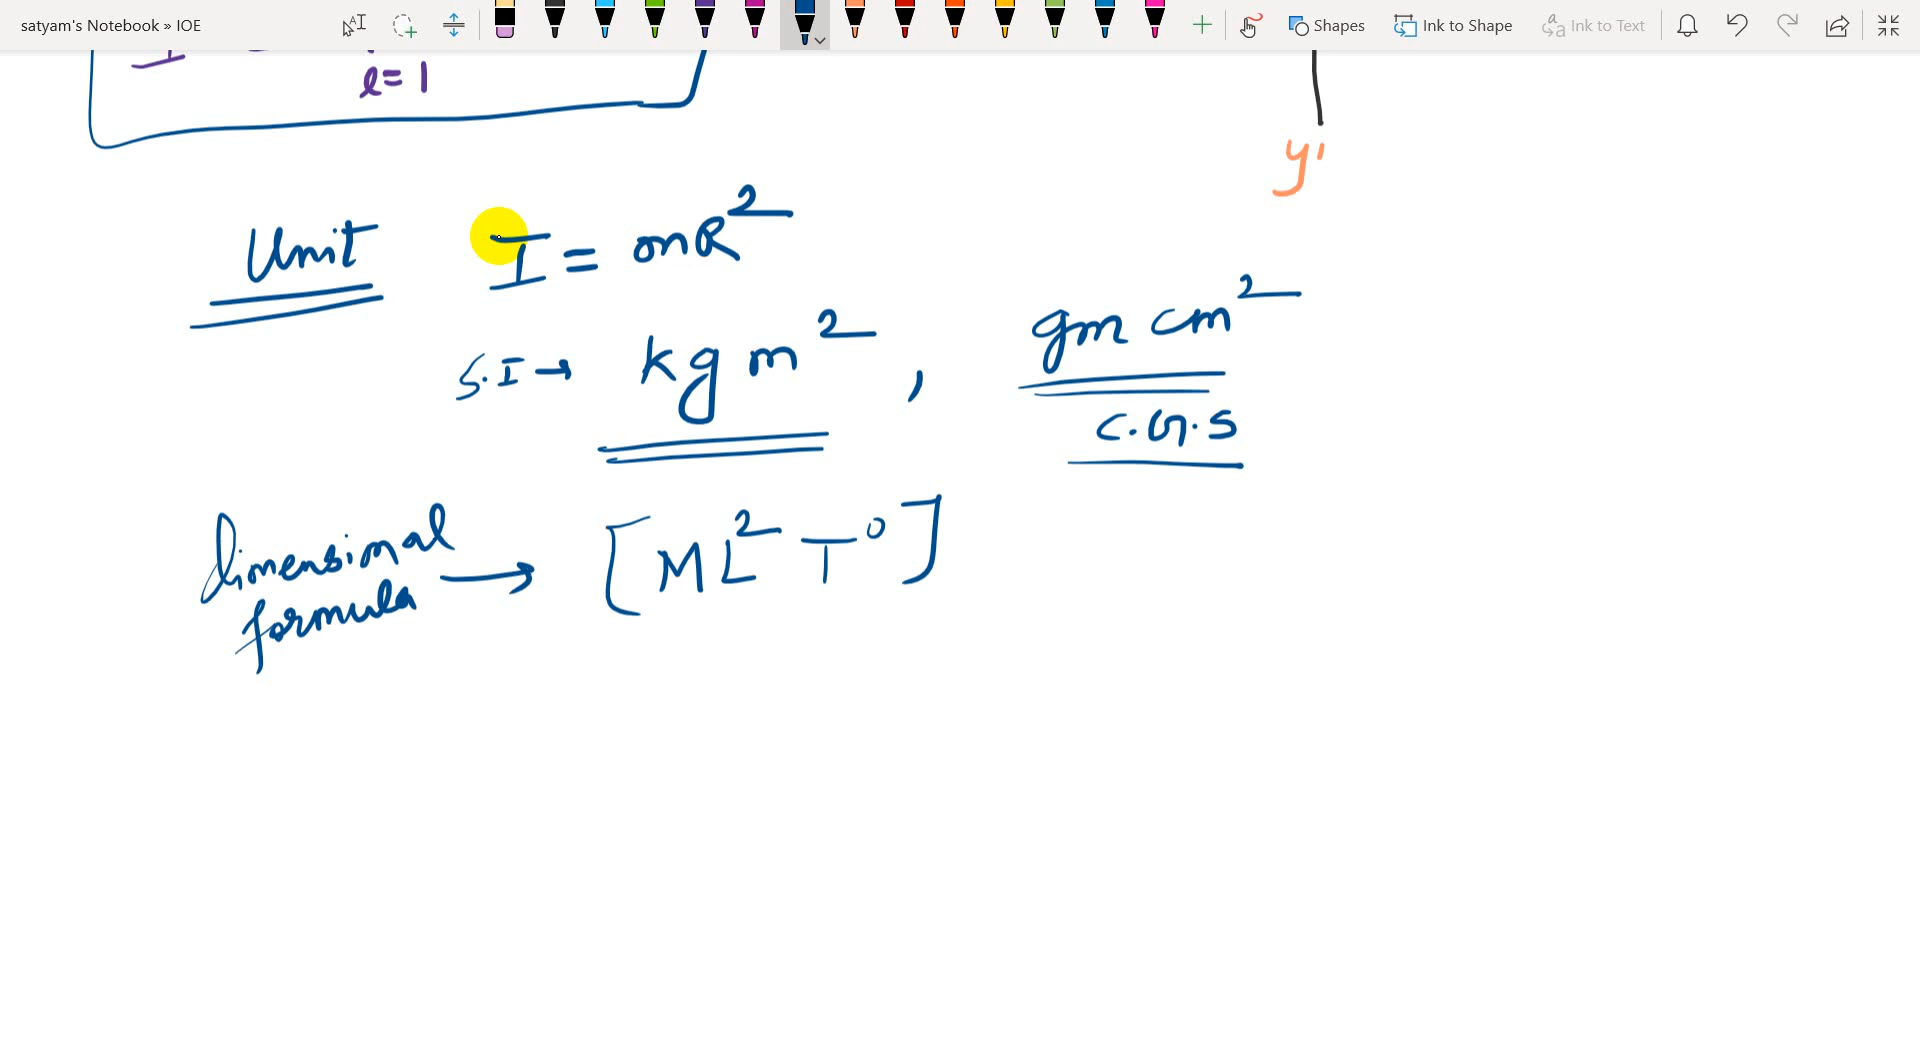 satyam's Notebook » IOE
Shapes
Ink to Shape
Ink to Text
l=1
y'
Unit I = mR²
S.I → kg m² , gm cm²
C.G.S
dimensional formula → [M L² T⁰]